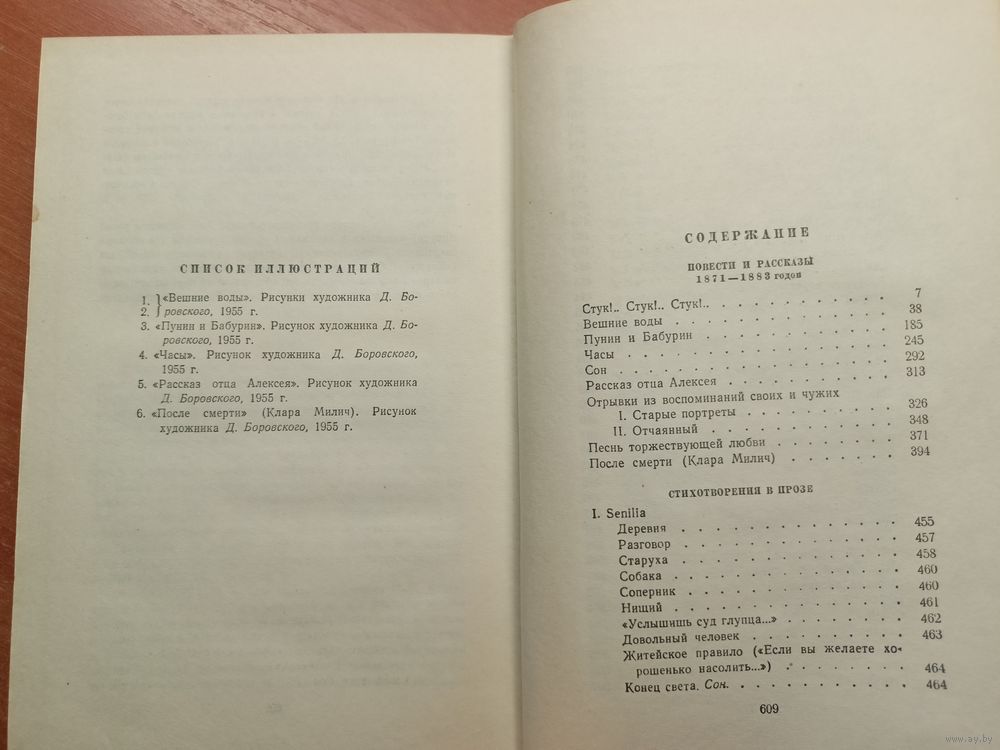 СПИСОК ИЛЛЮСТРАЦИЙ
1. } «Вешние воды». Рисунки художника Д. Бо-
2. } ровского, 1955 г.
3. «Пунин и Бабурин». Рисунок художника Д. Бо-
ровского, 1955 г.
4. «Часы». Рисунок художника Д. Боровского,
1955 г.
5. «Рассказ отца Алексея». Рисунок художника
Д. Боровского, 1955 г.
6. «После смерти» (Клара Милич). Рисунок
художника Д. Боровского, 1955 г.
СОДЕРЖАНИЕ
ПОВЕСТИ И РАССКАЗЫ
1871—1883 годов
Стук!.. Стук!.. Стук!.. . . . . . . . . . . . 7
Вешние воды . . . . . . . . . . . . . . 38
Пунин и Бабурин . . . . . . . . . . . . 185
Часы . . . . . . . . . . . . . . . . 245
Сон . . . . . . . . . . . . . . . . 292
Рассказ отца Алексея . . . . . . . . . . 313
Отрывки из воспоминаний своих и чужих
I. Старые портреты . . . . . . . . . . 326
II. Отчаянный . . . . . . . . . . . . 348
Песнь торжествующей любви . . . . . . . . 371
После смерти (Клара Милич) . . . . . . . 394
СТИХОТВОРЕНИЯ В ПРОЗЕ
I. Senilia
Деревня . . . . . . . . . . . . . . 455
Разговор . . . . . . . . . . . . . . 457
Старуха . . . . . . . . . . . . . . 458
Собака . . . . . . . . . . . . . . 460
Соперник . . . . . . . . . . . . . . 460
Нищий . . . . . . . . . . . . . . 461
«Услышишь суд глупца...» . . . . . . . . 462
Довольный человек . . . . . . . . . . 463
Житейское правило («Если вы желаете хо-
рошенько насолить...») . . . . . . . . 464
Конец света. Сон. . . . . . . . . . . . 464
609
www.ay.by